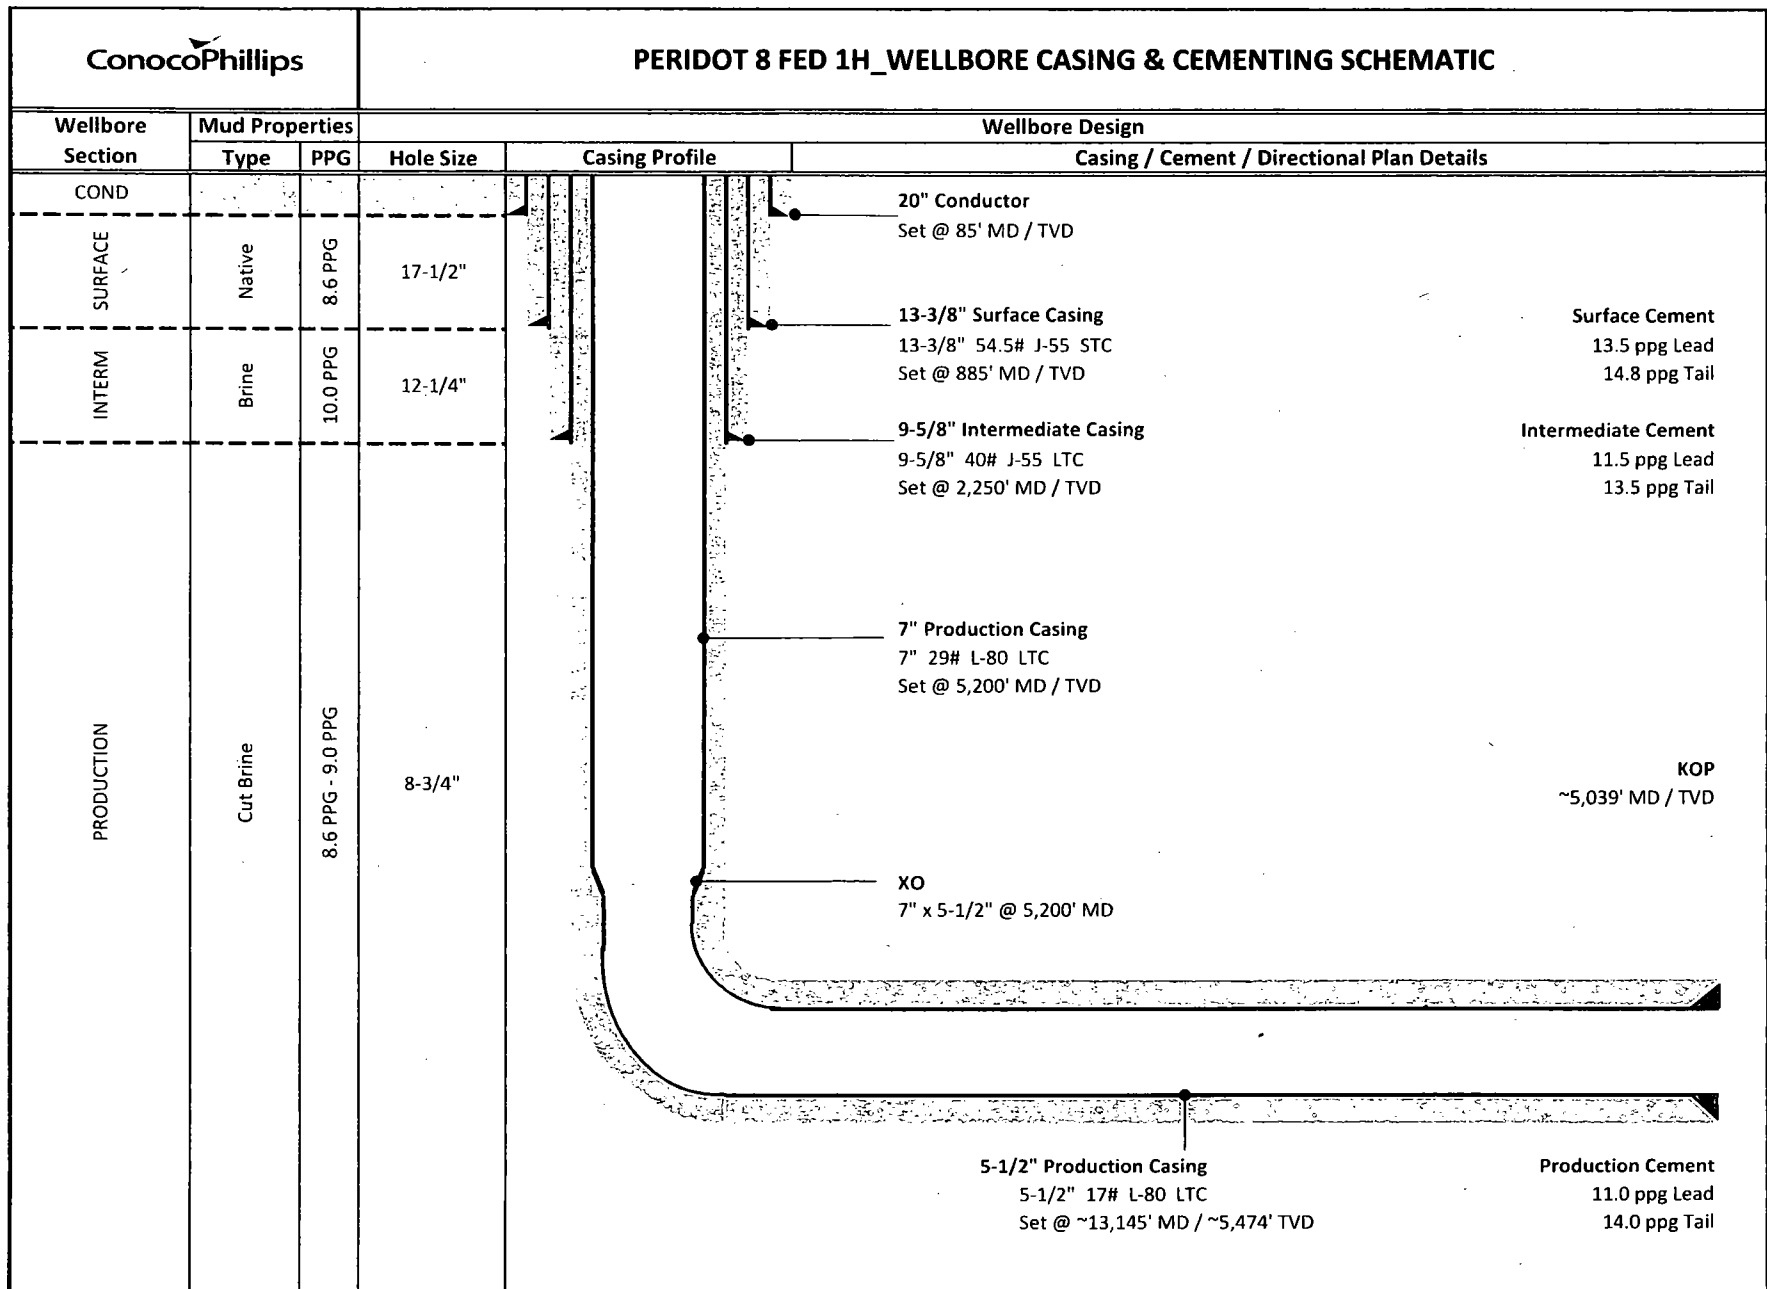 ConocoPhillips
PERIDOT 8 FED 1H_WELLBORE CASING & CEMENTING SCHEMATIC
Wellbore Section
Mud Properties
Wellbore Design
Type
PPG
Hole Size
Casing Profile
Casing / Cement / Directional Plan Details
COND
20" Conductor
Set @ 85' MD / TVD
SURFACE
Native
8.6 PPG
17-1/2"
13-3/8" Surface Casing
13-3/8" 54.5# J-55 STC
Set @ 885' MD / TVD
Surface Cement
13.5 ppg Lead
14.8 ppg Tail
INTERM
Brine
10.0 PPG
12-1/4"
9-5/8" Intermediate Casing
9-5/8" 40# J-55 LTC
Set @ 2,250' MD / TVD
Intermediate Cement
11.5 ppg Lead
13.5 ppg Tail
7" Production Casing
7" 29# L-80 LTC
Set @ 5,200' MD / TVD
PRODUCTION
Cut Brine
8.6 PPG - 9.0 PPG
8-3/4"
KOP
~5,039' MD / TVD
XO
7" x 5-1/2" @ 5,200' MD
5-1/2" Production Casing
5-1/2" 17# L-80 LTC
Set @ ~13,145' MD / ~5,474' TVD
Production Cement
11.0 ppg Lead
14.0 ppg Tail